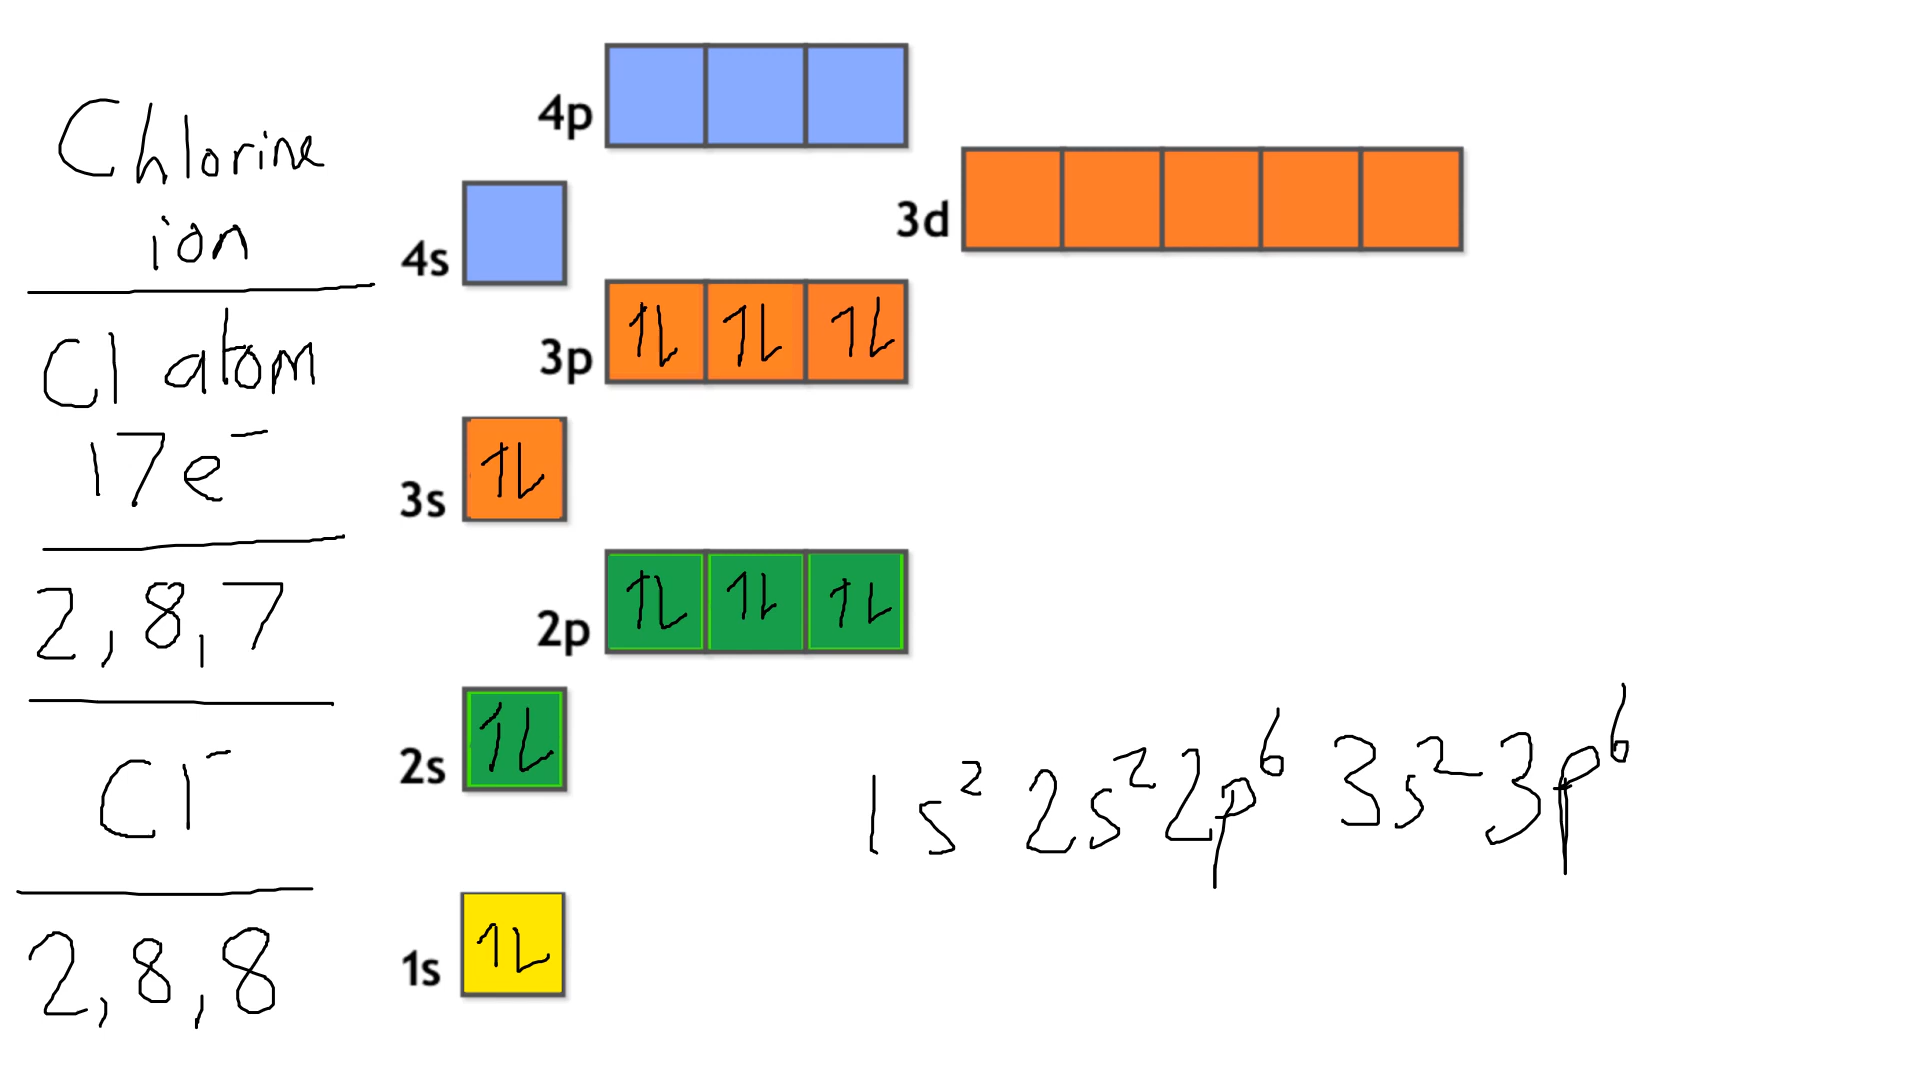 Chlorine
ion
Cl atom
17e⁻
2,8,7
Cl⁻
2,8,8
4p
3d
4s
3p
3s
2p
2s
1s
1s² 2s² 2p⁶ 3s² 3p⁶